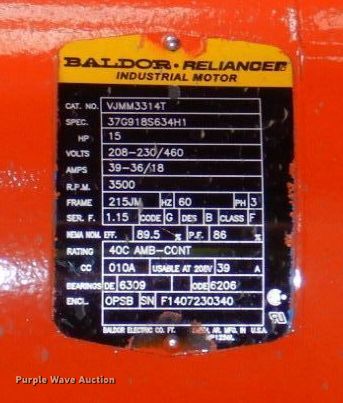 BALDOR • RELIANCE
INDUSTRIAL MOTOR
CAT. NO. VJMM3314T
SPEC. 37G918S634H1
HP 15
VOLTS 208-230/460
AMPS 39-36/18
R.P.M. 3500
FRAME 215JM HZ 60 PH 3
SER. F. 1.15 CODE G DES B CLASS F
NEMA NOM. EFF. 89.5 % P.F. 86 %
RATING 40C AMB-CONT
CC 010A USABLE AT 208V 39 A
BEARINGS DE 6309 ODE 6206
ENCL. OPSB SN F1407230340
BALDOR ELECTRIC CO. FT. AR. MFD. IN U.S.A.
Purple Wave Auction